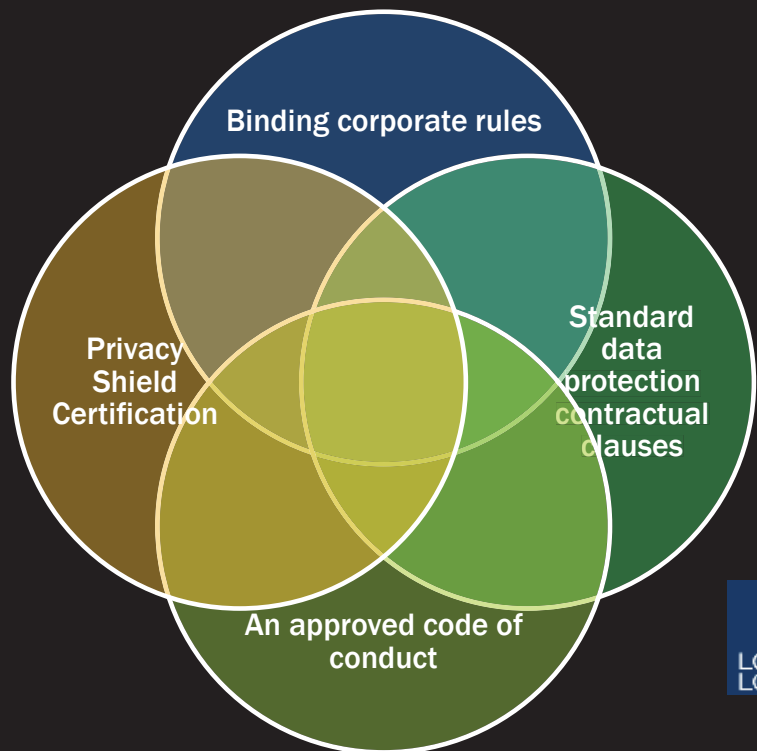 Binding corporate rules
Privacy
Shield
Certification
Standard
data
protection
contractual
clauses
An approved code of
conduct